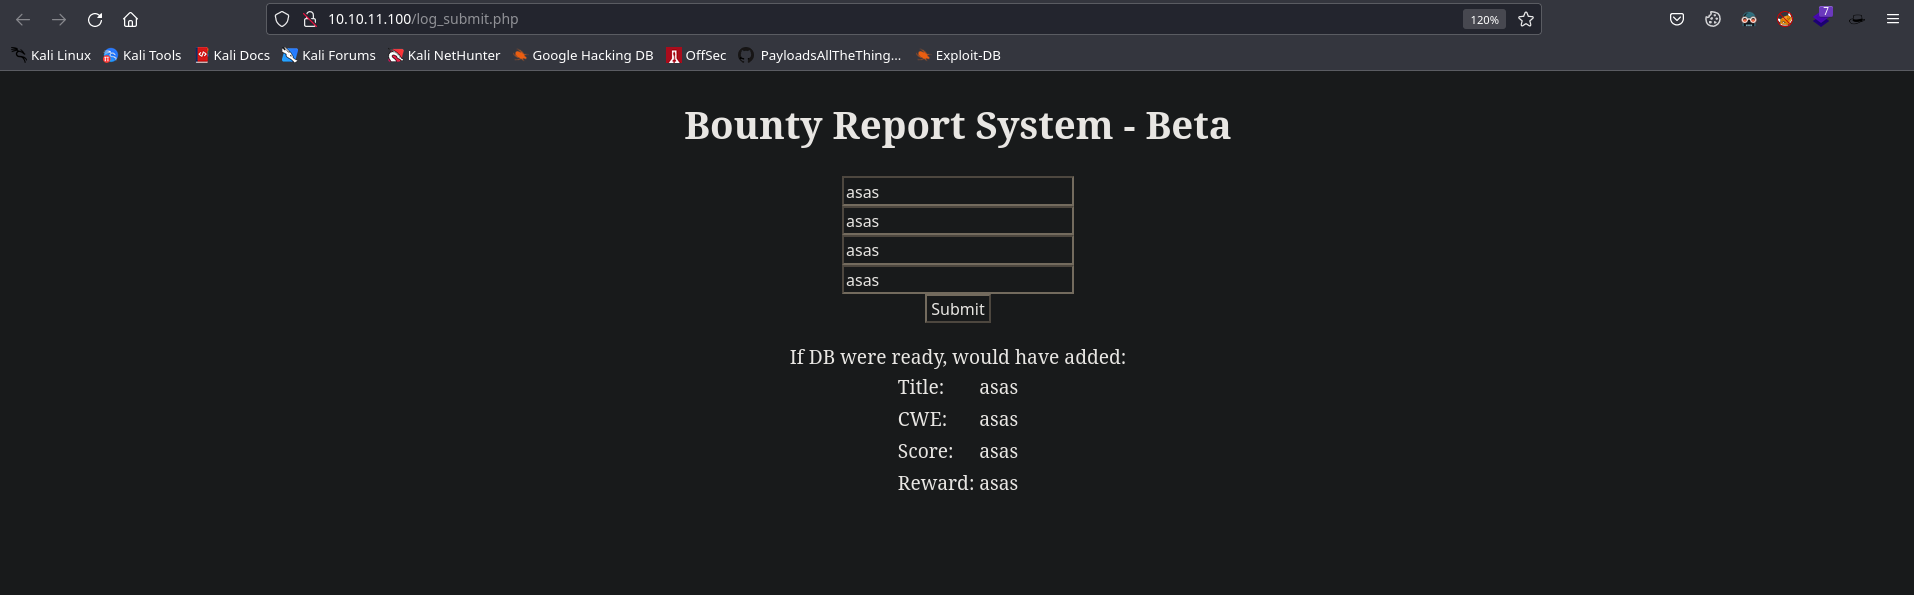 10.10.11.100/log_submit.php 120% 7
Kali Linux Kali Tools Kali Docs Kali Forums Kali NetHunter Google Hacking DB OffSec PayloadsAllTheThing... Exploit-DB
Bounty Report System - Beta
asas
asas
asas
asas
Submit
If DB were ready, would have added:
Title: asas
CWE: asas
Score: asas
Reward: asas